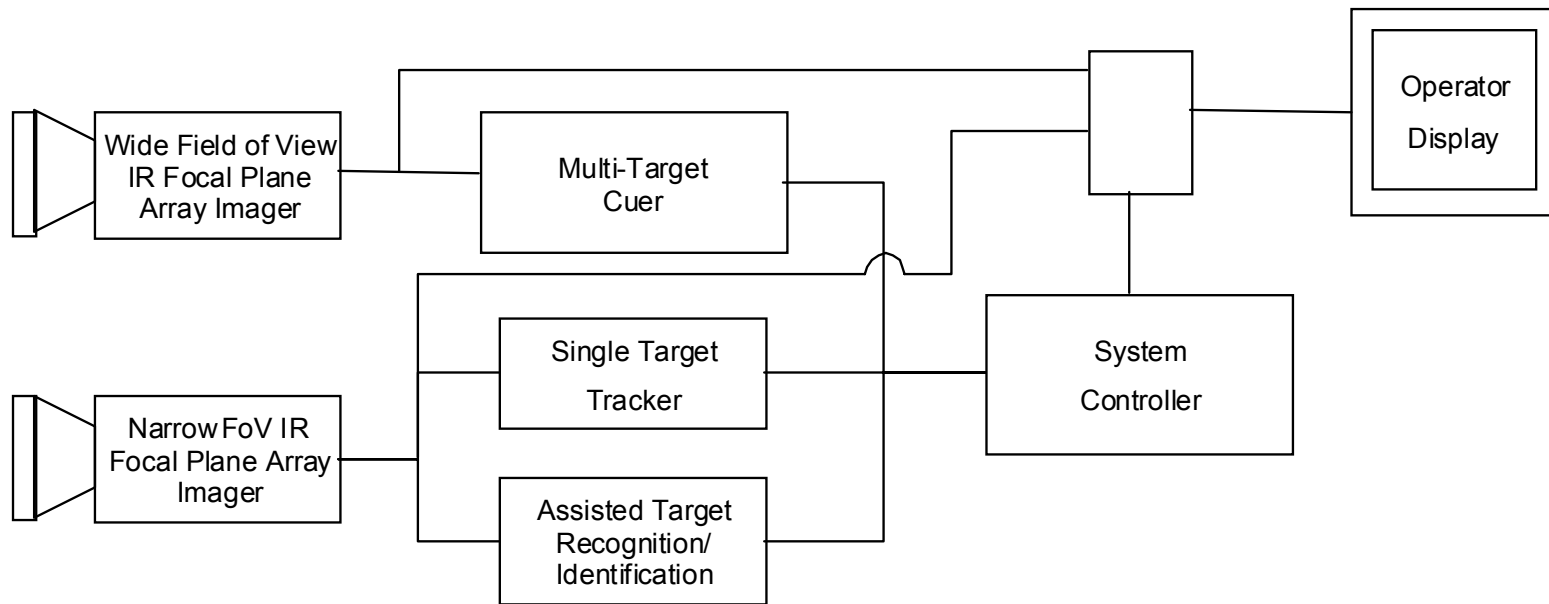 Wide Field of View
IR Focal Plane
Array Imager
Multi-Target
Cuer
Operator
Display
Single Target
Tracker
System
Controller
Narrow FoV IR
Focal Plane Array
Imager
Assisted Target
Recognition/
Identification